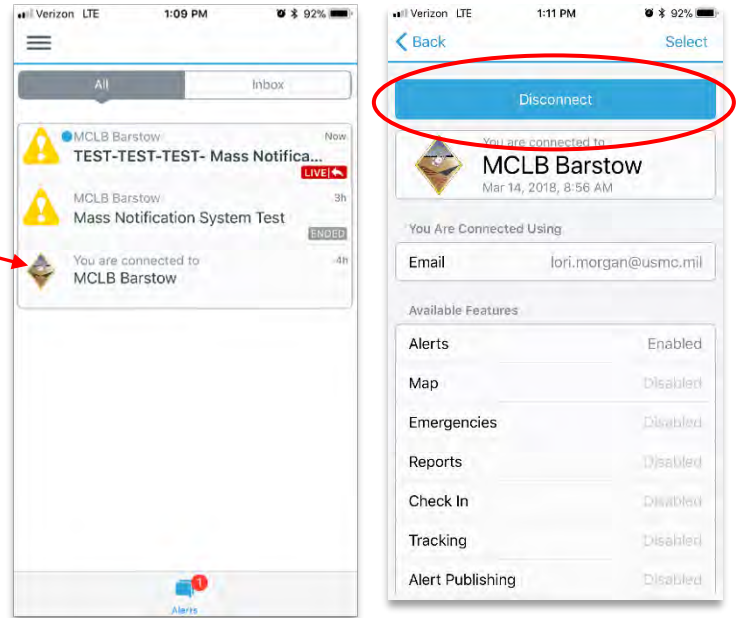 Verizon LTE 1:09 PM 92%
All Inbox
MCLB Barstow Now
TEST-TEST-TEST- Mass Notifica...
LIVE
MCLB Barstow 3h
Mass Notification System Test
ENDED
You are connected to 4h
MCLB Barstow
1
Alerts
Verizon LTE 1:11 PM 92%
Back Select
Disconnect
You are connected to
MCLB Barstow
Mar 14, 2018, 8:56 AM
You Are Connected Using
Email lori.morgan@usmc.mil
Available Features
Alerts Enabled
Map Disabled
Emergencies Disabled
Reports Disabled
Check In Disabled
Tracking Disabled
Alert Publishing Disabled